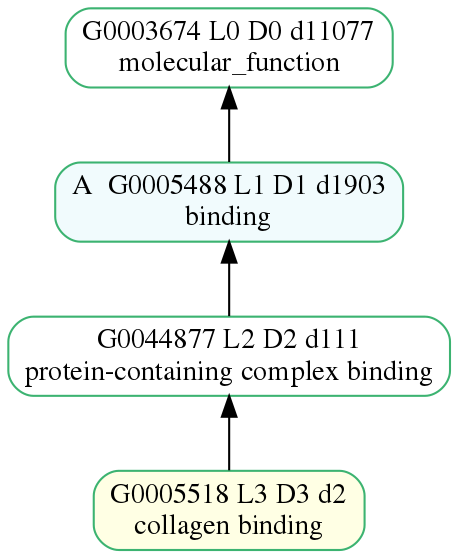 G0003674 L0 D0 d11077
molecular_function
A  G0005488 L1 D1 d1903
binding
G0044877 L2 D2 d111
protein-containing complex binding
G0005518 L3 D3 d2
collagen binding